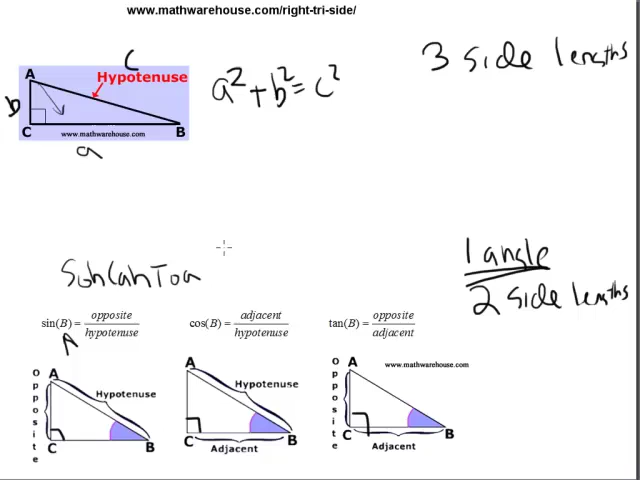 www.mathwarehouse.com/right-tri-side/
3 side lengths
c
A
Hypotenuse
a² + b² = c²
b
C
www.mathwarehouse.com
B
a
1 angle
2 side lengths
SohCahToa
sin(B) = opposite / hypotenuse
cos(B) = adjacent / hypotenuse
tan(B) = opposite / adjacent
A
Opposite
A
Hypotenuse
C
B
A
Hypotenuse
C
B
Adjacent
Opposite
A
www.mathwarehouse.com
C
B
Adjacent